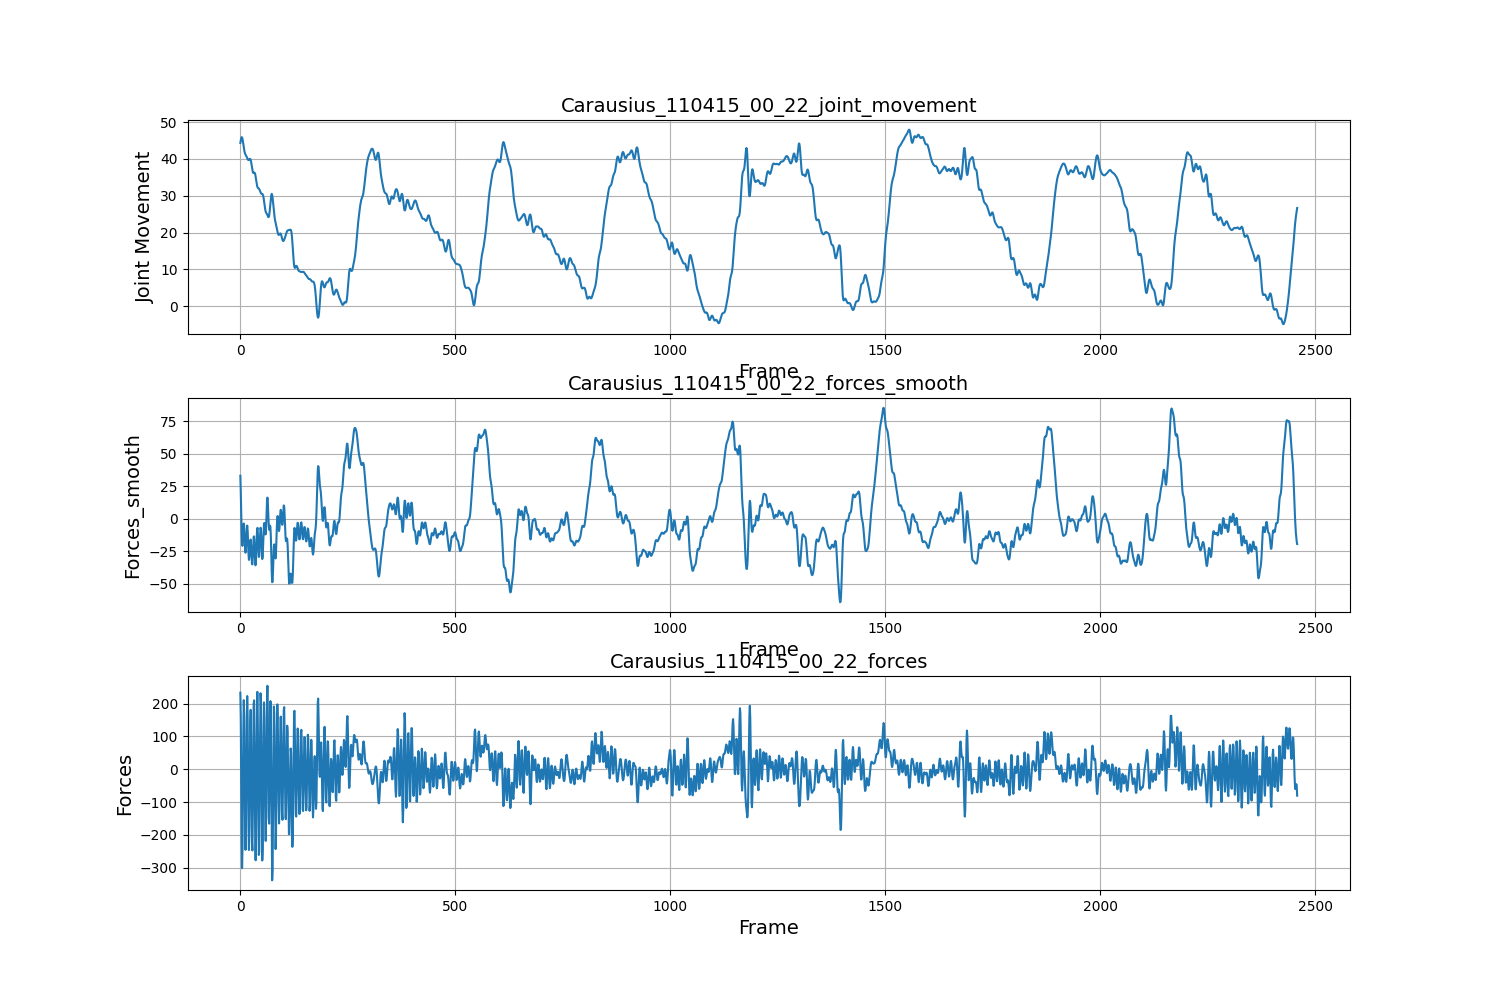 Carausius_110415_00_22_joint_movement
Joint Movement
50
40
30
20
10
0
0 500 1000 1500 2000 2500
Frame
Carausius_110415_00_22_forces_smooth
Forces_smooth
75
50
25
0
−25
−50
0 500 1000 1500 2000 2500
Frame
Carausius_110415_00_22_forces
Forces
200
100
0
−100
−200
−300
0 500 1000 1500 2000 2500
Frame